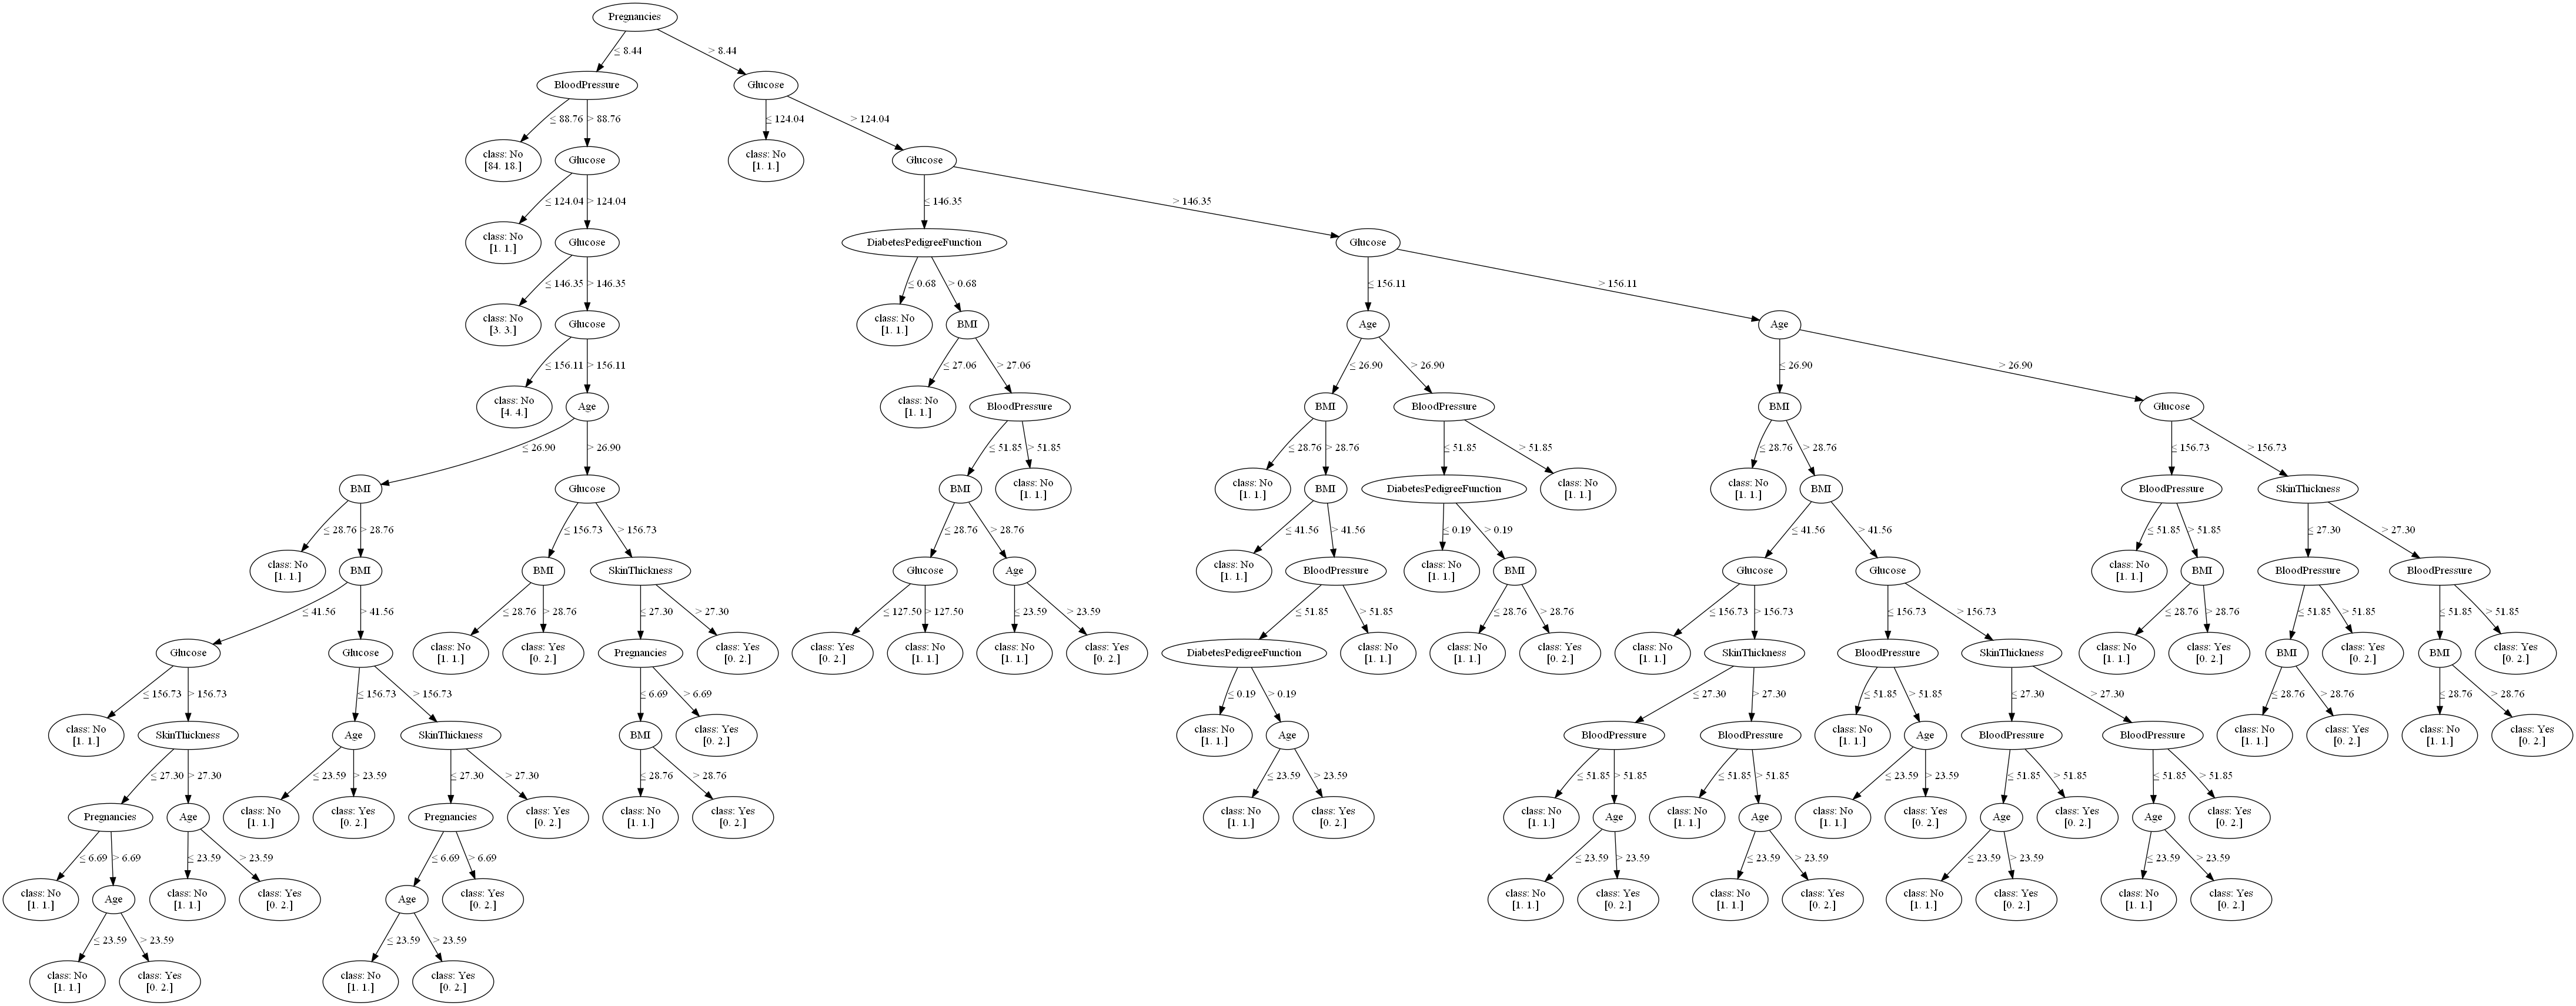 Pregnancies
≤ 8.44
> 8.44
BloodPressure
Glucose
≤ 88.76
> 88.76
≤ 124.04
> 124.04
class: No
[84. 18.]
Glucose
class: No
[1. 1.]
Glucose
≤ 124.04
> 124.04
≤ 146.35
> 146.35
class: No
[1. 1.]
Glucose
DiabetesPedigreeFunction
Glucose
≤ 146.35
> 146.35
≤ 0.68
> 0.68
≤ 156.11
> 156.11
class: No
[3. 3.]
Glucose
class: No
[1. 1.]
BMI
Age
Age
≤ 156.11
> 156.11
≤ 27.06
> 27.06
≤ 26.90
> 26.90
≤ 26.90
> 26.90
class: No
[4. 4.]
Age
class: No
[1. 1.]
BloodPressure
BMI
BloodPressure
BMI
Glucose
≤ 26.90
> 26.90
≤ 51.85
> 51.85
≤ 28.76
> 28.76
≤ 51.85
> 51.85
≤ 28.76
> 28.76
≤ 156.73
> 156.73
BMI
Glucose
BMI
class: No
[1. 1.]
class: No
[1. 1.]
BMI
DiabetesPedigreeFunction
class: No
[1. 1.]
class: No
[1. 1.]
BMI
BloodPressure
SkinThickness
≤ 28.76
> 28.76
≤ 156.73
> 156.73
≤ 28.76
> 28.76
≤ 41.56
> 41.56
≤ 0.19
> 0.19
≤ 41.56
> 41.56
≤ 51.85
> 51.85
≤ 27.30
> 27.30
class: No
[1. 1.]
BMI
BMI
SkinThickness
Glucose
Age
class: No
[1. 1.]
BloodPressure
class: No
[1. 1.]
BMI
Glucose
Glucose
class: No
[1. 1.]
BMI
BloodPressure
BloodPressure
≤ 41.56
> 41.56
≤ 28.76
> 28.76
≤ 27.30
> 27.30
≤ 127.50
> 127.50
≤ 23.59
> 23.59
≤ 51.85
> 51.85
≤ 28.76
> 28.76
≤ 156.73
> 156.73
≤ 156.73
> 156.73
≤ 28.76
> 28.76
≤ 51.85
> 51.85
≤ 51.85
> 51.85
Glucose
Glucose
class: No
[1. 1.]
class: Yes
[0. 2.]
Pregnancies
class: Yes
[0. 2.]
class: Yes
[0. 2.]
class: No
[1. 1.]
class: No
[1. 1.]
class: Yes
[0. 2.]
DiabetesPedigreeFunction
class: No
[1. 1.]
class: No
[1. 1.]
class: Yes
[0. 2.]
class: No
[1. 1.]
SkinThickness
BloodPressure
SkinThickness
class: No
[1. 1.]
class: Yes
[0. 2.]
BMI
class: Yes
[0. 2.]
BMI
class: Yes
[0. 2.]
≤ 156.73
> 156.73
≤ 156.73
> 156.73
≤ 6.69
> 6.69
≤ 0.19
> 0.19
≤ 27.30
> 27.30
≤ 51.85
> 51.85
≤ 27.30
> 27.30
≤ 28.76
> 28.76
≤ 28.76
> 28.76
class: No
[1. 1.]
SkinThickness
Age
SkinThickness
BMI
class: Yes
[0. 2.]
class: No
[1. 1.]
Age
BloodPressure
BloodPressure
class: No
[1. 1.]
Age
BloodPressure
BloodPressure
class: No
[1. 1.]
class: Yes
[0. 2.]
class: No
[1. 1.]
class: Yes
[0. 2.]
≤ 27.30
> 27.30
≤ 23.59
> 23.59
≤ 27.30
> 27.30
≤ 28.76
> 28.76
≤ 23.59
> 23.59
≤ 51.85
> 51.85
≤ 51.85
> 51.85
≤ 23.59
> 23.59
≤ 51.85
> 51.85
≤ 51.85
> 51.85
Pregnancies
Age
class: No
[1. 1.]
class: Yes
[0. 2.]
Pregnancies
class: Yes
[0. 2.]
class: No
[1. 1.]
class: Yes
[0. 2.]
class: No
[1. 1.]
class: Yes
[0. 2.]
class: No
[1. 1.]
Age
class: No
[1. 1.]
Age
class: No
[1. 1.]
class: Yes
[0. 2.]
Age
class: Yes
[0. 2.]
Age
class: Yes
[0. 2.]
≤ 6.69
> 6.69
≤ 23.59
> 23.59
≤ 6.69
> 6.69
≤ 23.59
> 23.59
≤ 23.59
> 23.59
≤ 23.59
> 23.59
≤ 23.59
> 23.59
class: No
[1. 1.]
Age
class: No
[1. 1.]
class: Yes
[0. 2.]
Age
class: Yes
[0. 2.]
class: No
[1. 1.]
class: Yes
[0. 2.]
class: No
[1. 1.]
class: Yes
[0. 2.]
class: No
[1. 1.]
class: Yes
[0. 2.]
class: No
[1. 1.]
class: Yes
[0. 2.]
≤ 23.59
> 23.59
≤ 23.59
> 23.59
class: No
[1. 1.]
class: Yes
[0. 2.]
class: No
[1. 1.]
class: Yes
[0. 2.]